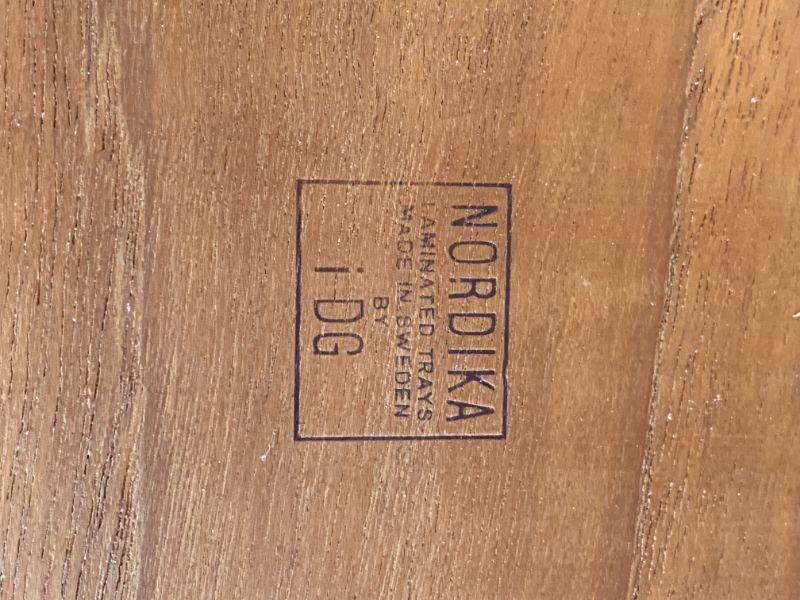 NORDIKA
LAMINATED TRAYS
MADE IN SWEDEN
BY
i-DG